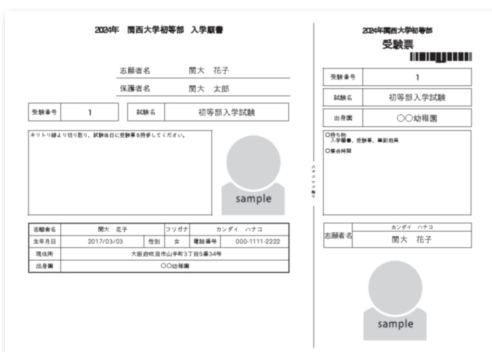 2024年 関西大学初等部 入学願書
志願者名 関大 花子
保護者名 関大 太郎
受験番号 1 試験名 初等部入学試験
キリトリ線より切り取り、試験当日に受験票を持参してください。
sample
志願者名 関大 花子 フリガナ カンダイ ハナコ
生年月日 2017/03/03 性別 女 電話番号 000-1111-2222
現住所 大阪府吹田市山手町3丁目5番34号
出身園 〇〇幼稚園
2024年関西大学初等部
受験票
受験番号 1
試験名 初等部入学試験
出身園 〇〇幼稚園
〇持ち物
入学願書、受験票、筆記用具
〇集合時間
志願者名 カンダイ ハナコ
関大 花子
sample